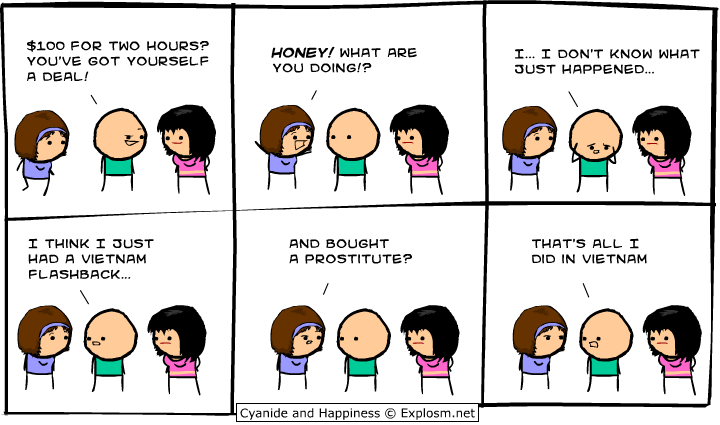 $100 FOR TWO HOURS?
YOU'VE GOT YOURSELF
A DEAL!
HONEY! WHAT ARE
YOU DOING!?
I... I DON'T KNOW WHAT
JUST HAPPENED...
I THINK I JUST
HAD A VIETNAM
FLASHBACK...
AND BOUGHT
A PROSTITUTE?
THAT'S ALL I
DID IN VIETNAM
Cyanide and Happiness © Explosm.net